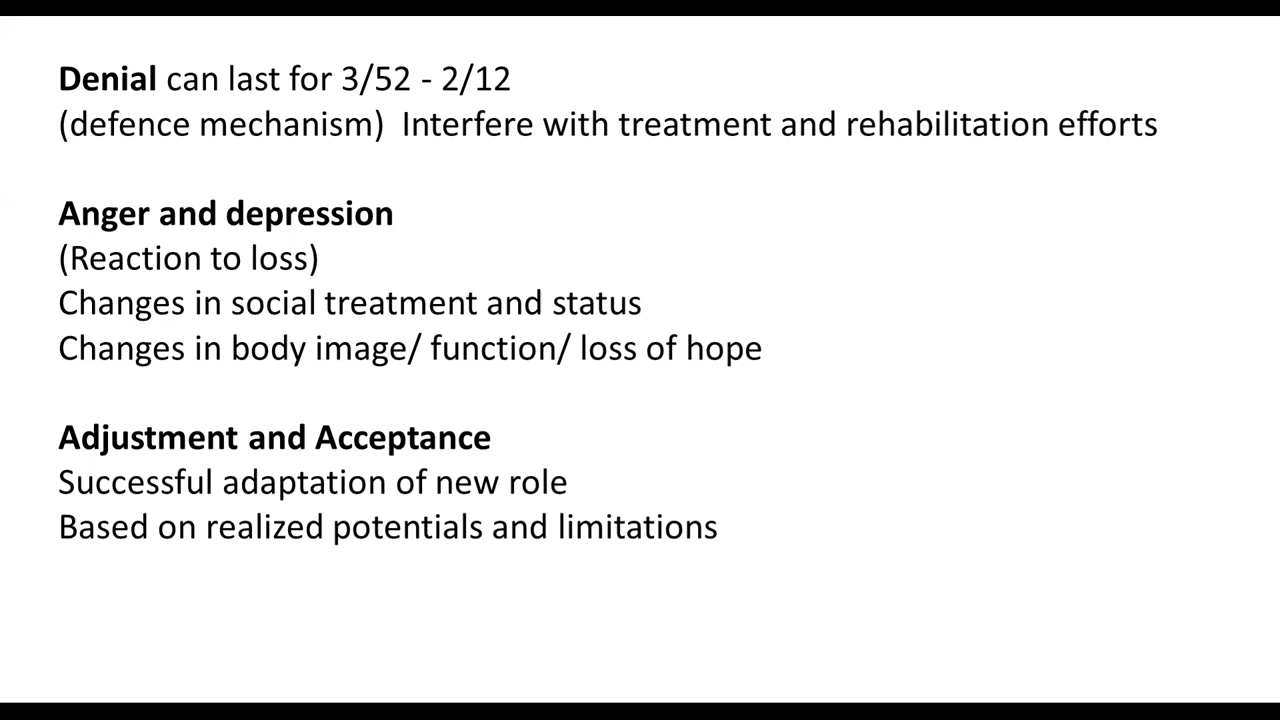 Denial can last for 3/52 - 2/12
(defence mechanism)  Interfere with treatment and rehabilitation efforts
Anger and depression
(Reaction to loss)
Changes in social treatment and status
Changes in body image/ function/ loss of hope
Adjustment and Acceptance
Successful adaptation of new role
Based on realized potentials and limitations